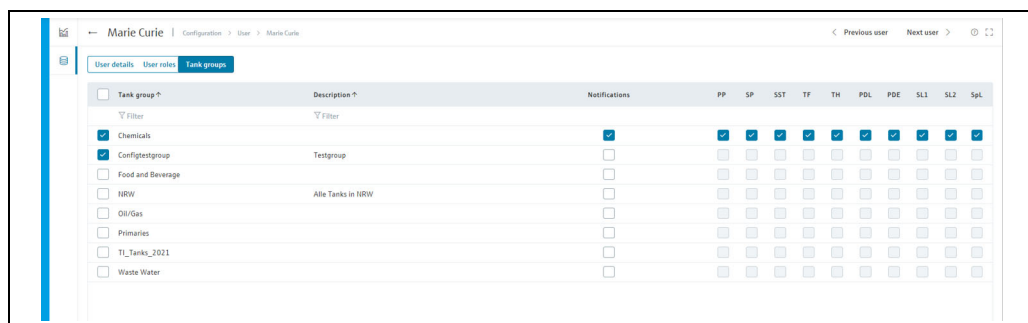 ← Marie Curie | Configuration > User > Marie Curie < Previous user Next user >
User details User roles Tank groups
Tank group ↑ Description ↑ Notifications PP SP SST TF TH PDL PDE SL1 SL2 SpL
Filter Filter
Chemicals
Configtestgroup Testgroup
Food and Beverage
NRW Alle Tanks in NRW
Oil/Gas
Primaries
TI_Tanks_2021
Waste Water